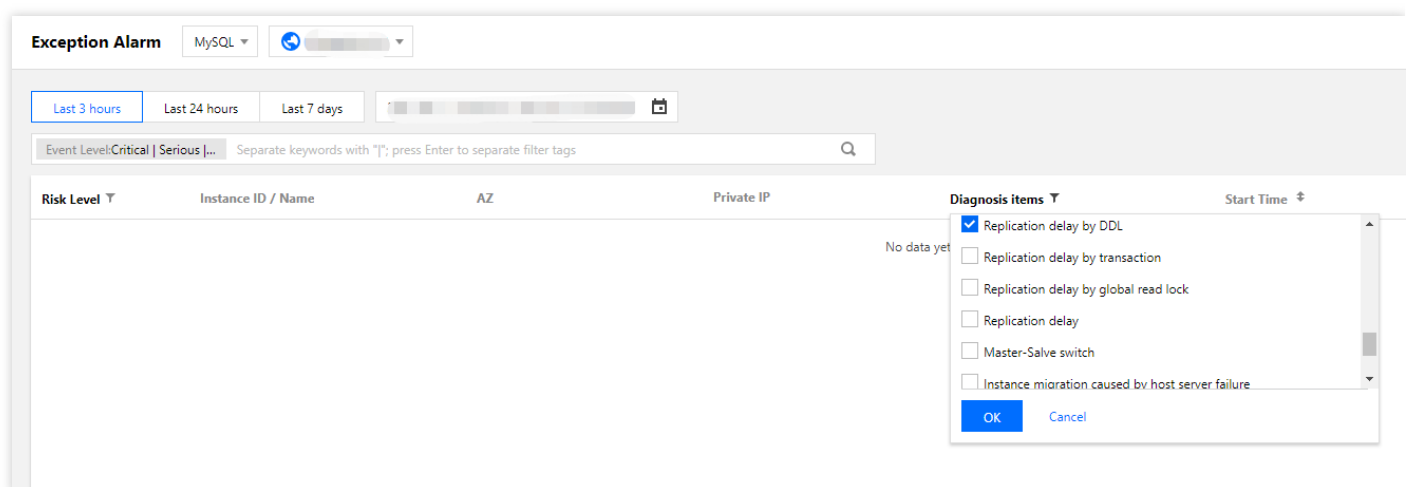 Exception Alarm MySQL
Last 3 hours Last 24 hours Last 7 days
Event Level:Critical | Serious |... Separate keywords with "|"; press Enter to separate filter tags
Risk Level Instance ID / Name AZ Private IP Diagnosis items Start Time
No data yet
Replication delay by DDL
Replication delay by transaction
Replication delay by global read lock
Replication delay
Master-Salve switch
Instance migration caused by host server failure
OK Cancel